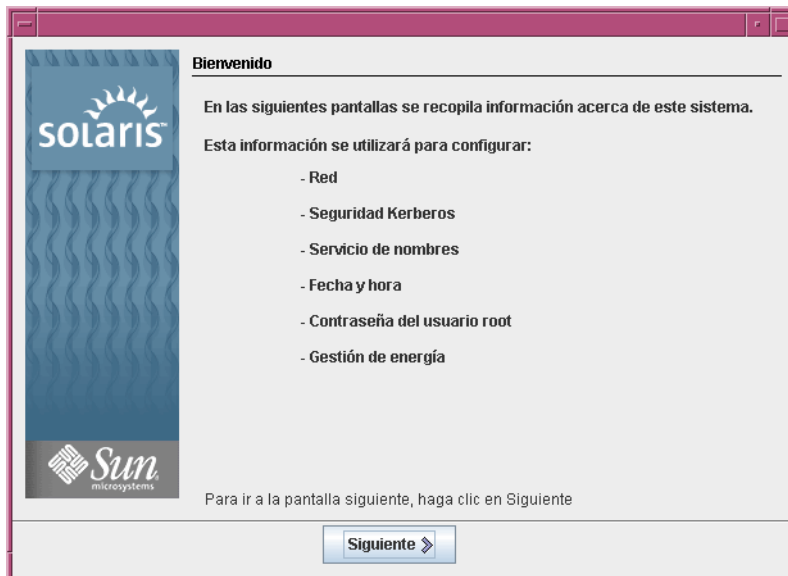 solaris™
Sun
microsystems
Bienvenido
En las siguientes pantallas se recopila información acerca de este sistema.
Esta información se utilizará para configurar:
- Red
- Seguridad Kerberos
- Servicio de nombres
- Fecha y hora
- Contraseña del usuario root
- Gestión de energía
Para ir a la pantalla siguiente, haga clic en Siguiente
Siguiente